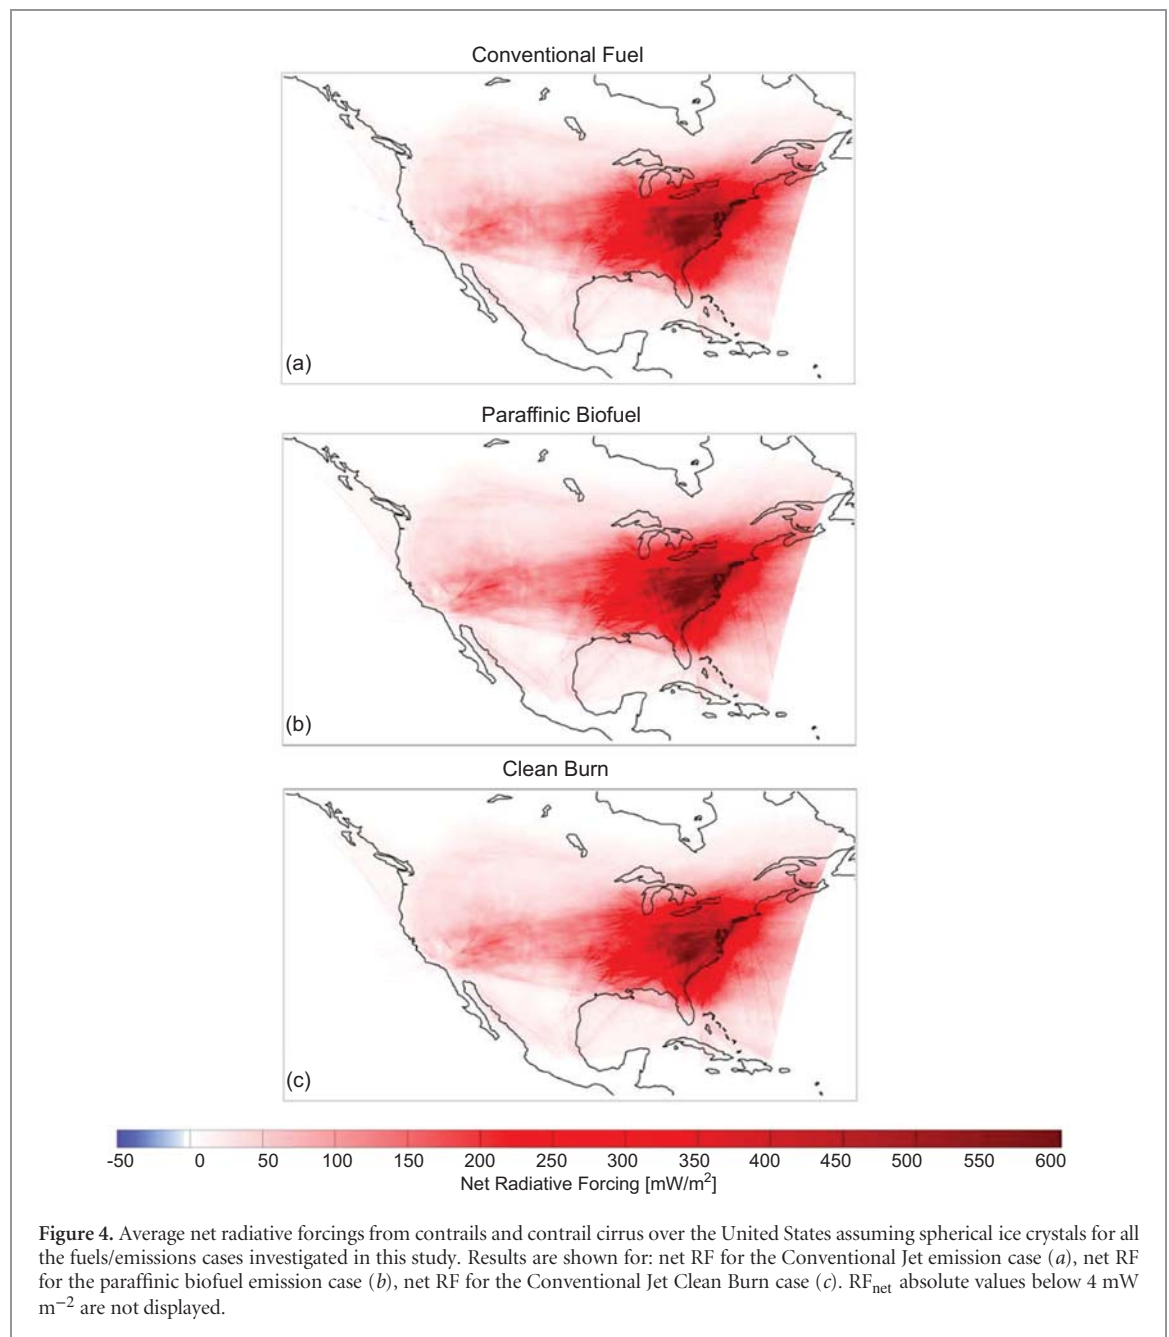 Conventional Fuel
(a)
Paraffinic Biofuel
(b)
Clean Burn
(c)
-50 0 50 100 150 200 250 300 350 400 450 500 550 600
Net Radiative Forcing [mW/m²]
Figure 4. Average net radiative forcings from contrails and contrail cirrus over the United States assuming spherical ice crystals for all
the fuels/emissions cases investigated in this study. Results are shown for: net RF for the Conventional Jet emission case (a), net RF
for the paraffinic biofuel emission case (b), net RF for the Conventional Jet Clean Burn case (c). RFnet absolute values below 4 mW
m⁻² are not displayed.